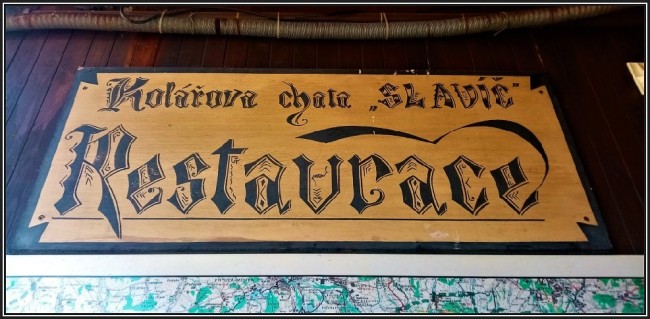 Kolářova chata „SLAVÍČ“
Restaurace